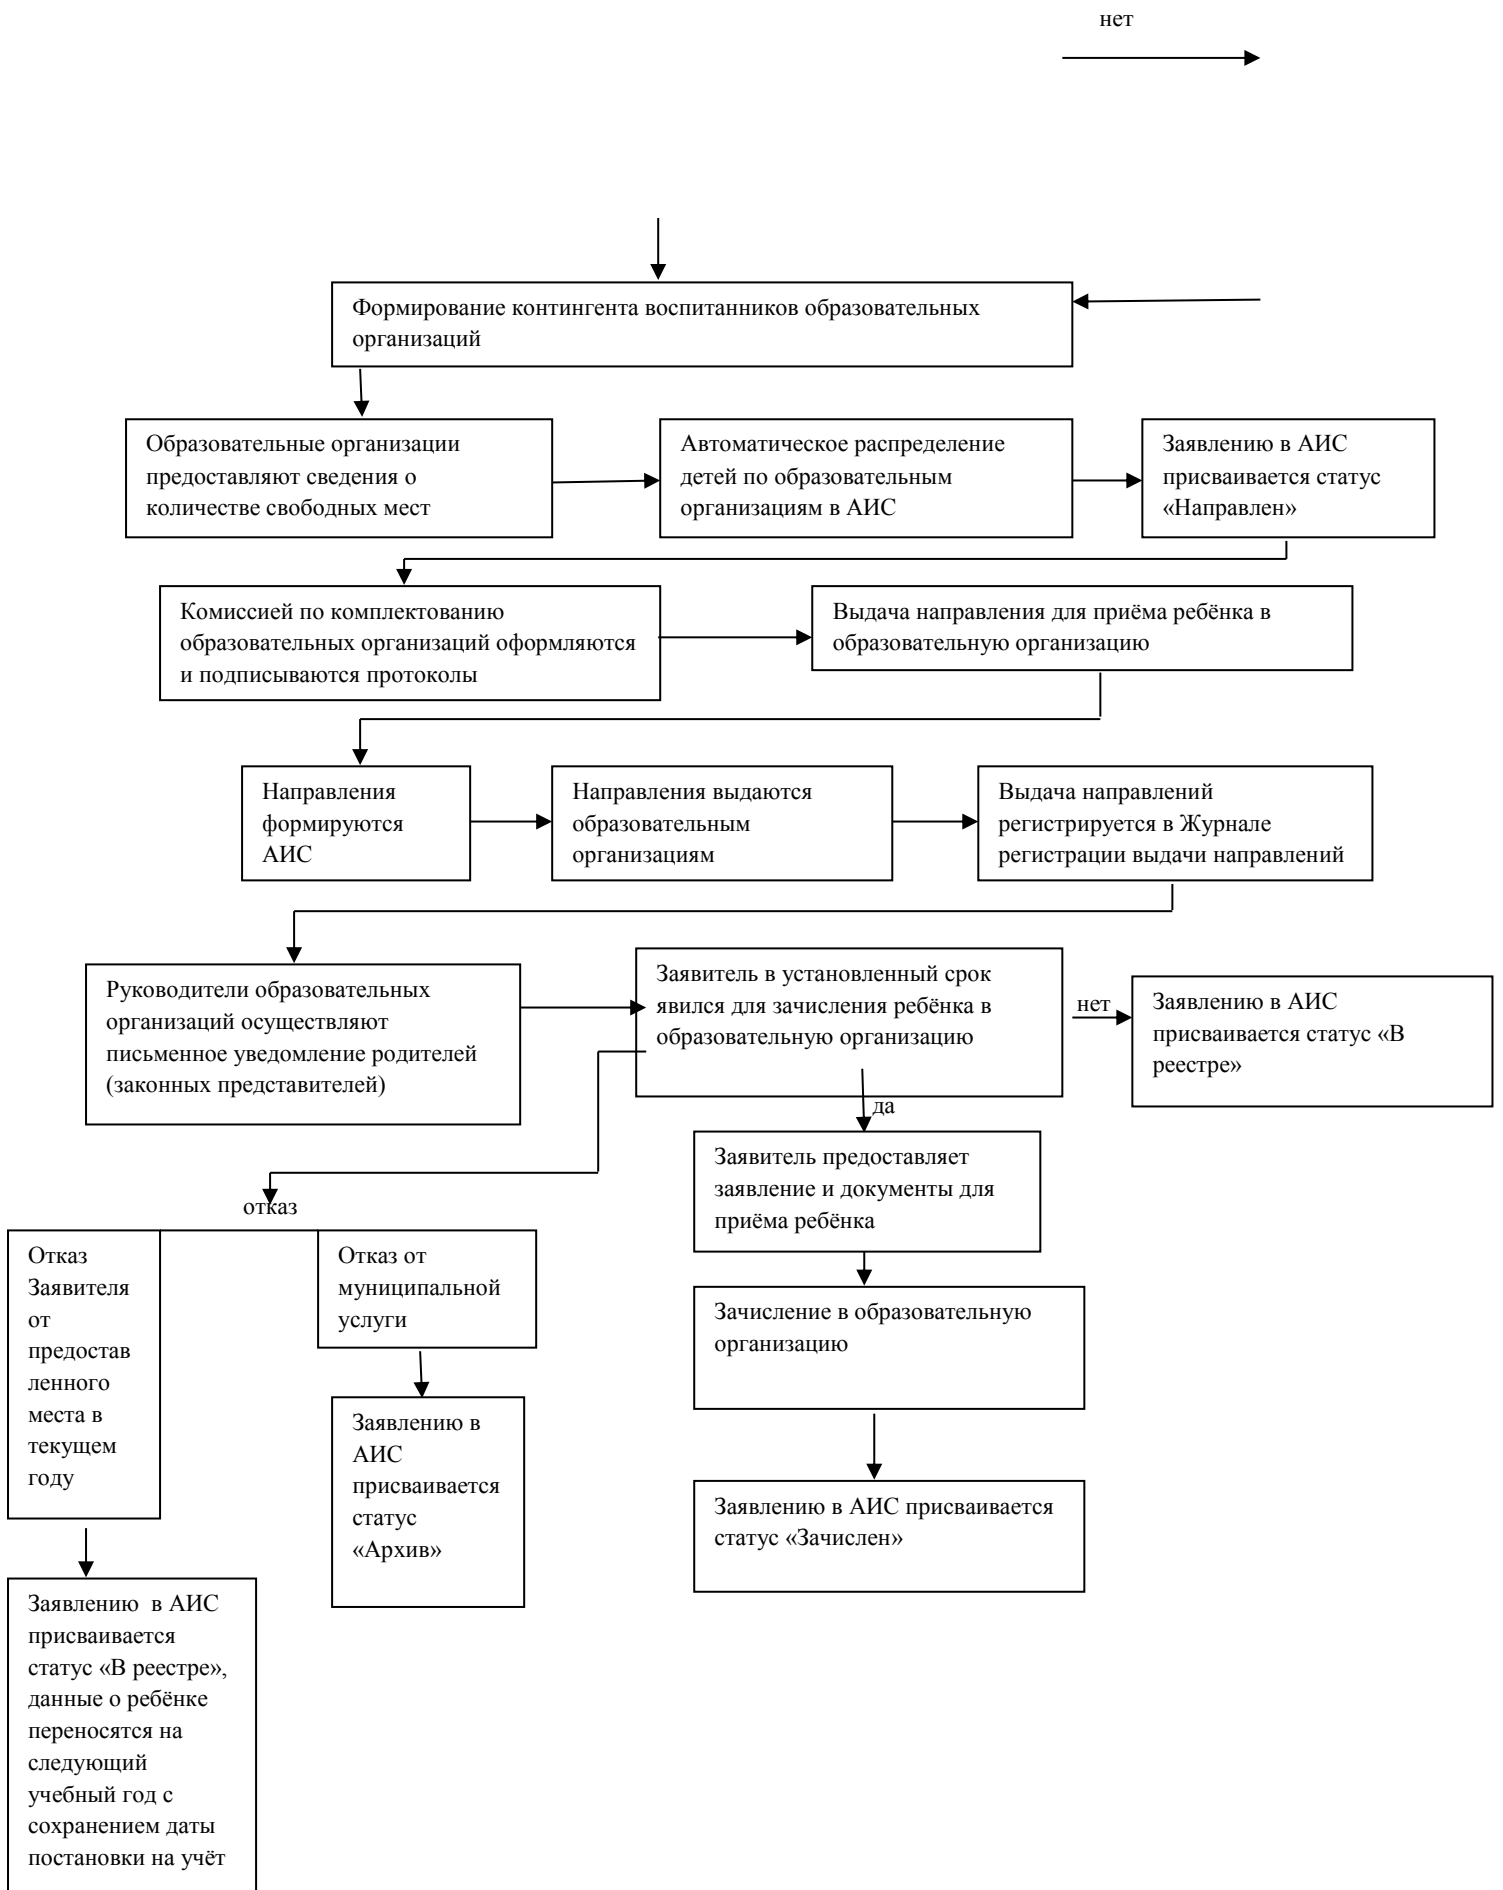 нет
Формирование контингента воспитанников образовательных
организаций
Образовательные организации
предоставляют сведения о
количестве свободных мест
Автоматическое распределение
детей по образовательным
организациям в АИС
Заявлению в АИС
присваивается статус
«Направлен»
Комиссией по комплектованию
образовательных организаций оформляются
и подписываются протоколы
Выдача направления для приёма ребёнка в
образовательную организацию
Направления
формируются
АИС
Направления выдаются
образовательным
организациям
Выдача направлений
регистрируется в Журнале
регистрации выдачи направлений
Руководители образовательных
организаций осуществляют
письменное уведомление родителей
(законных представителей)
Заявитель в установленный срок
явился для зачисления ребёнка в
образовательную организацию
нет
Заявлению в АИС
присваивается статус «В
реестре»
да
Заявитель предоставляет
заявление и документы для
приёма ребёнка
отказ
Отказ
Заявителя
от
предостав
ленного
места в
текущем
году
Отказ от
муниципальной
услуги
Зачисление в образовательную
организацию
Заявлению в
АИС
присваивается
статус
«Архив»
Заявлению в АИС присваивается
статус «Зачислен»
Заявлению  в АИС
присваивается
статус «В реестре»,
данные о ребёнке
переносятся на
следующий
учебный год с
сохранением даты
постановки на учёт